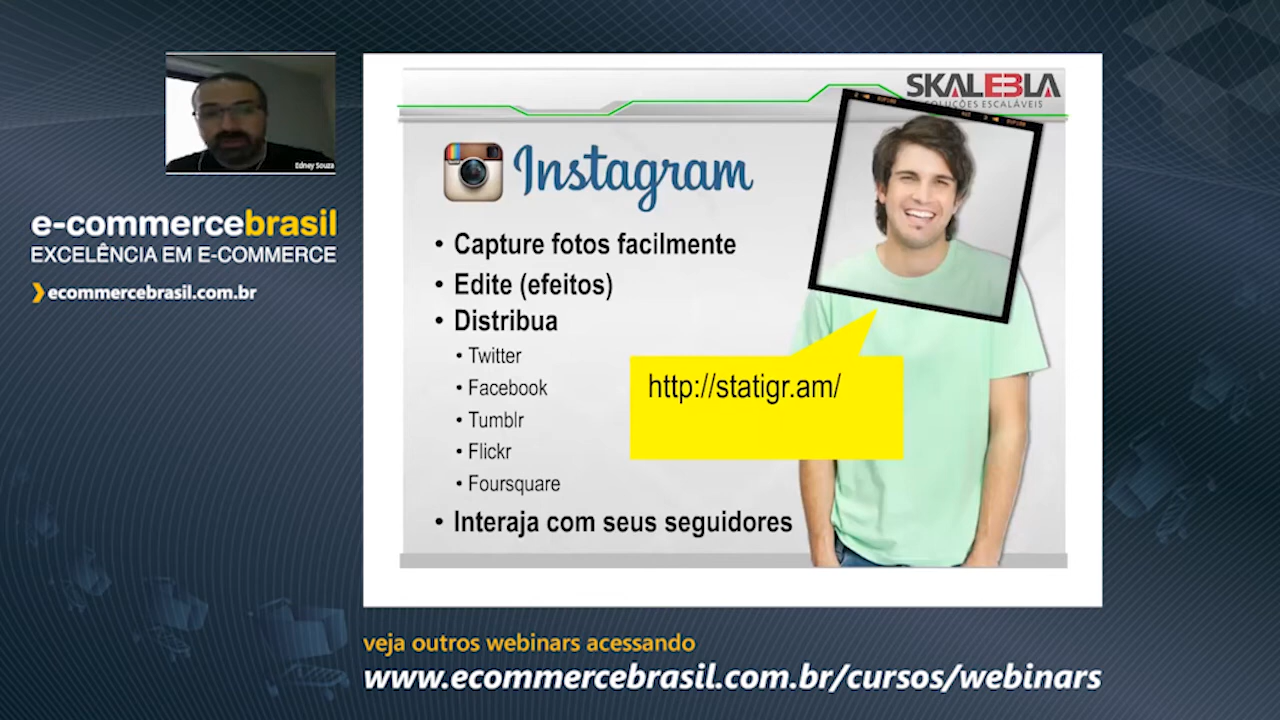 Edney Souza
e-commercebrasil
EXCELÊNCIA EM E-COMMERCE
ecommercebrasil.com.br
SKALEBLA
SOLUÇÕES ESCALÁVEIS
Instagram
• Capture fotos facilmente
• Edite (efeitos)
• Distribua
• Twitter
• Facebook
• Tumblr
• Flickr
• Foursquare
• Interaja com seus seguidores
http://statigr.am/
veja outros webinars acessando
www.ecommercebrasil.com.br/cursos/webinars